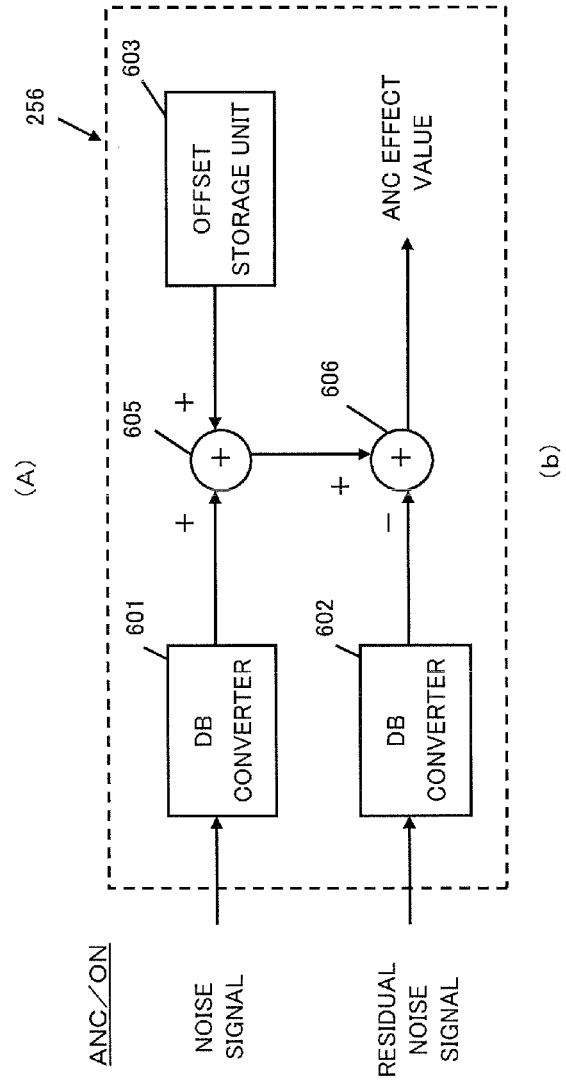 (A)
256
ANC/ON
NOISE
SIGNAL
601
DB
CONVERTER
+
605
+
+
603
OFFSET
STORAGE UNIT
RESIDUAL
NOISE
SIGNAL
602
DB
CONVERTER
−
+
606
+
ANC EFFECT
VALUE
(b)